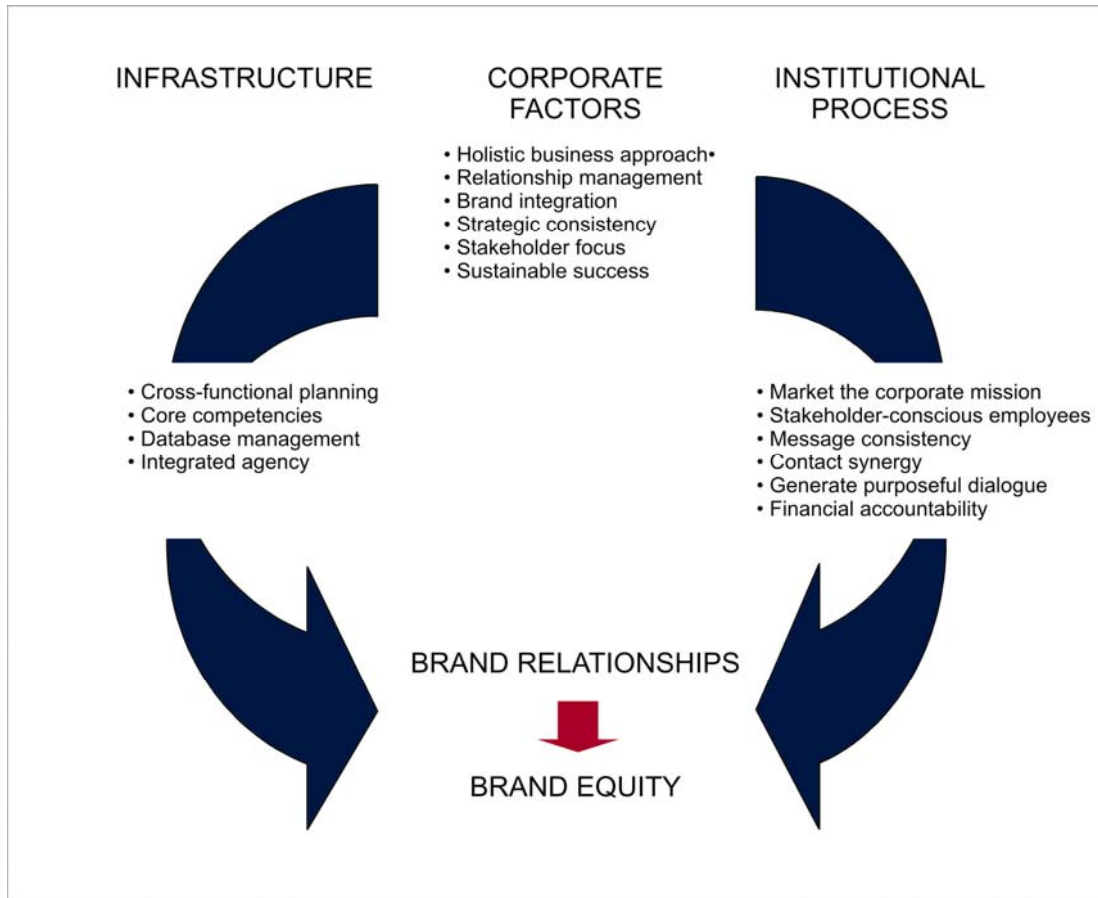 INFRASTRUCTURE
CORPORATE
FACTORS
INSTITUTIONAL
PROCESS
• Holistic business approach•
• Relationship management
• Brand integration
• Strategic consistency
• Stakeholder focus
• Sustainable success
• Cross-functional planning
• Core competencies
• Database management
• Integrated agency
• Market the corporate mission
• Stakeholder-conscious employees
• Message consistency
• Contact synergy
• Generate purposeful dialogue
• Financial accountability
BRAND RELATIONSHIPS
BRAND EQUITY